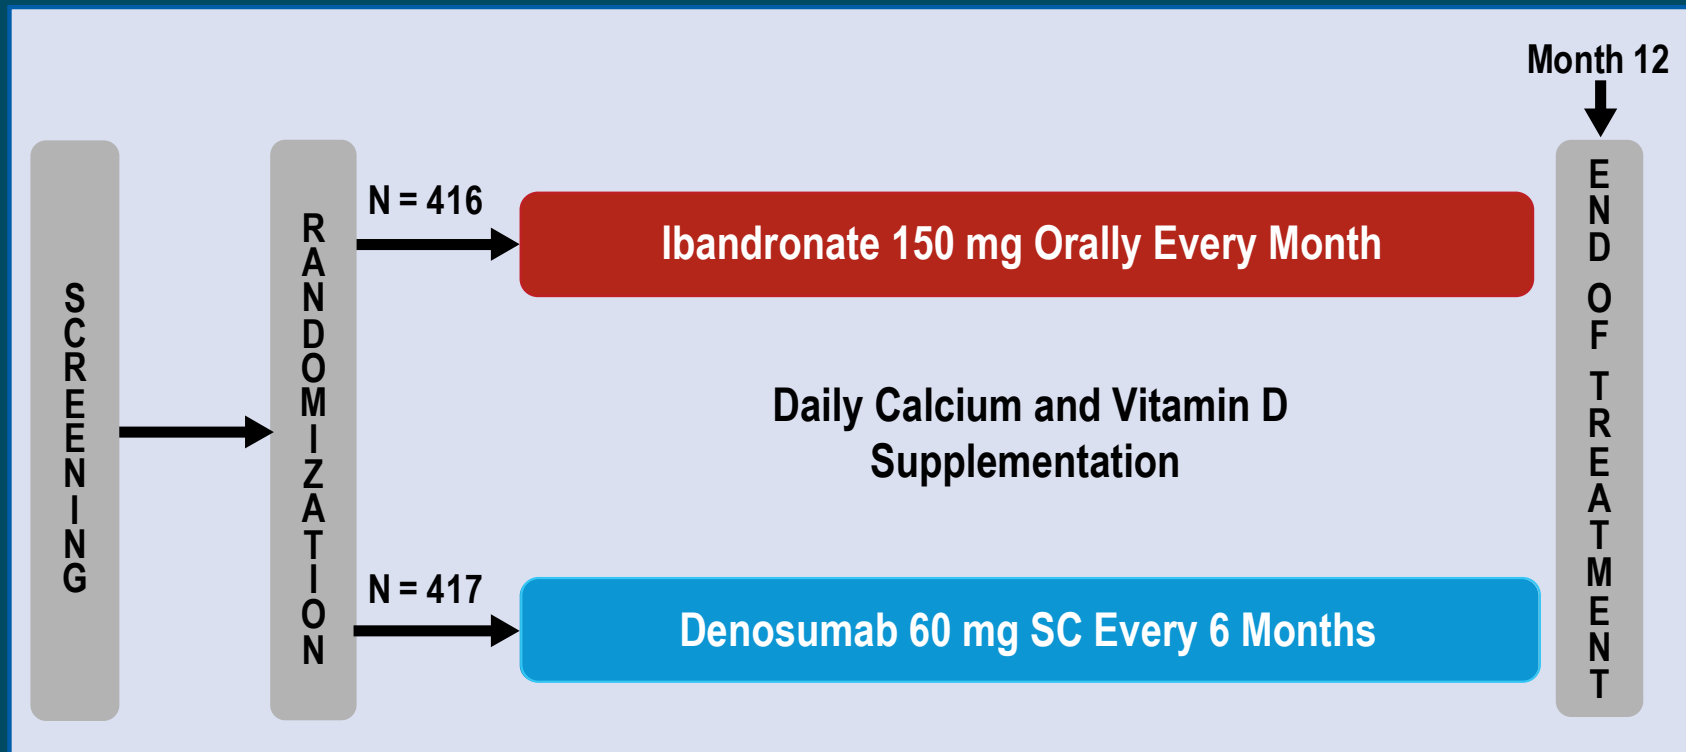 Month 12
SCREENING
RANDOMIZATION
N = 416
Ibandronate 150 mg Orally Every Month
Daily Calcium and Vitamin D
Supplementation
N = 417
Denosumab 60 mg SC Every 6 Months
END OF TREATMENT